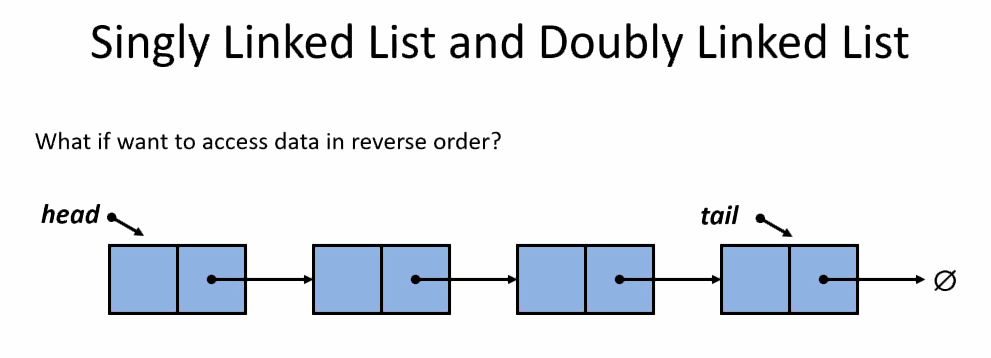 Singly Linked List and Doubly Linked List
What if want to access data in reverse order?
head
tail
∅